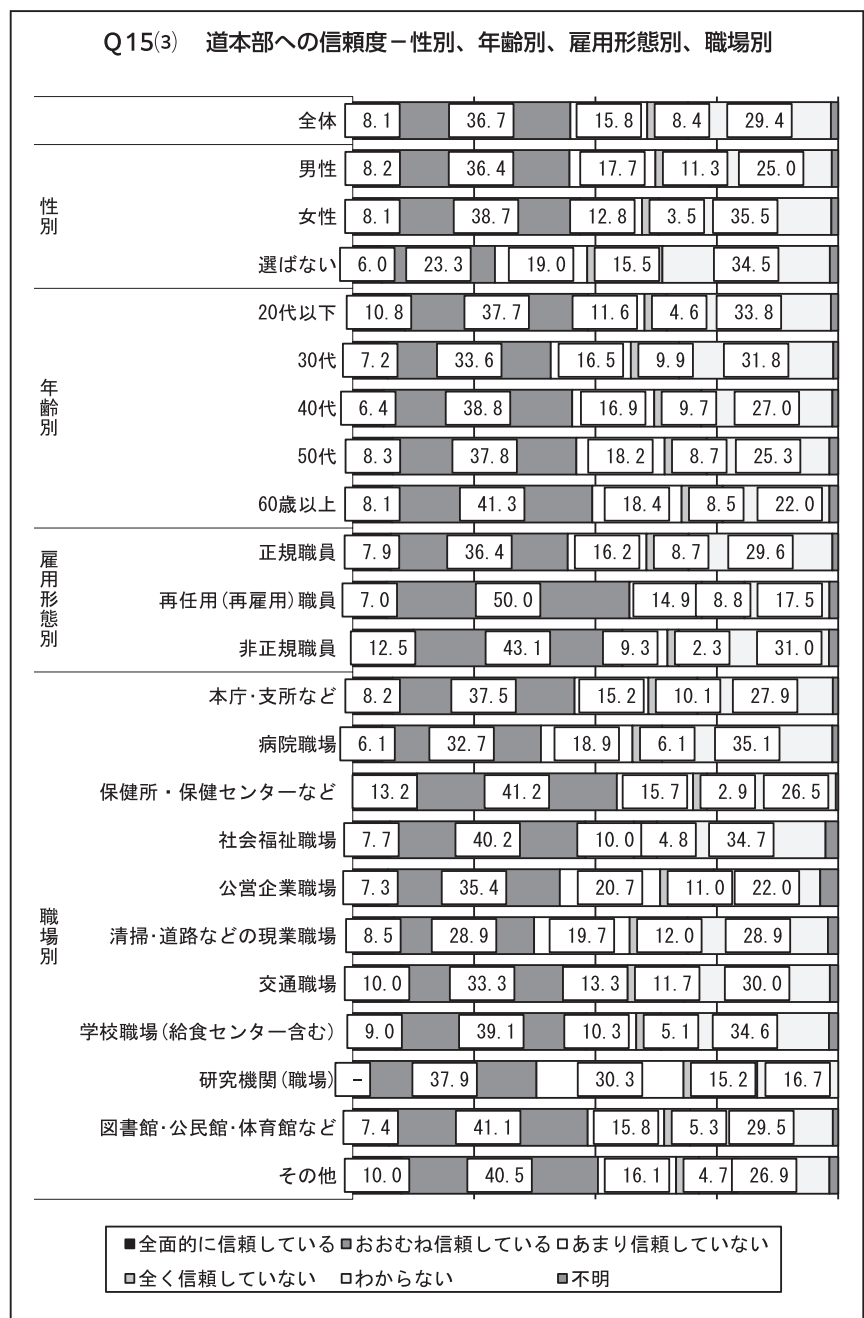 Q15⑶　道本部への信頼度－性別、年齢別、雇用形態別、職場別
全体 8.1 36.7 15.8 8.4 29.4
性別
男性 8.2 36.4 17.7 11.3 25.0
女性 8.1 38.7 12.8 3.5 35.5
選ばない 6.0 23.3 19.0 15.5 34.5
年齢別
20代以下 10.8 37.7 11.6 4.6 33.8
30代 7.2 33.6 16.5 9.9 31.8
40代 6.4 38.8 16.9 9.7 27.0
50代 8.3 37.8 18.2 8.7 25.3
60歳以上 8.1 41.3 18.4 8.5 22.0
雇用形態別
正規職員 7.9 36.4 16.2 8.7 29.6
再任用(再雇用)職員 7.0 50.0 14.9 8.8 17.5
非正規職員 12.5 43.1 9.3 2.3 31.0
職場別
本庁･支所など 8.2 37.5 15.2 10.1 27.9
病院職場 6.1 32.7 18.9 6.1 35.1
保健所・保健センターなど 13.2 41.2 15.7 2.9 26.5
社会福祉職場 7.7 40.2 10.0 4.8 34.7
公営企業職場 7.3 35.4 20.7 11.0 22.0
清掃･道路などの現業職場 8.5 28.9 19.7 12.0 28.9
交通職場 10.0 33.3 13.3 11.7 30.0
学校職場(給食センター含む) 9.0 39.1 10.3 5.1 34.6
研究機関(職場) - 37.9 30.3 15.2 16.7
図書館･公民館･体育館など 7.4 41.1 15.8 5.3 29.5
その他 10.0 40.5 16.1 4.7 26.9
■全面的に信頼している ■おおむね信頼している □あまり信頼していない
□全く信頼していない □わからない ■不明